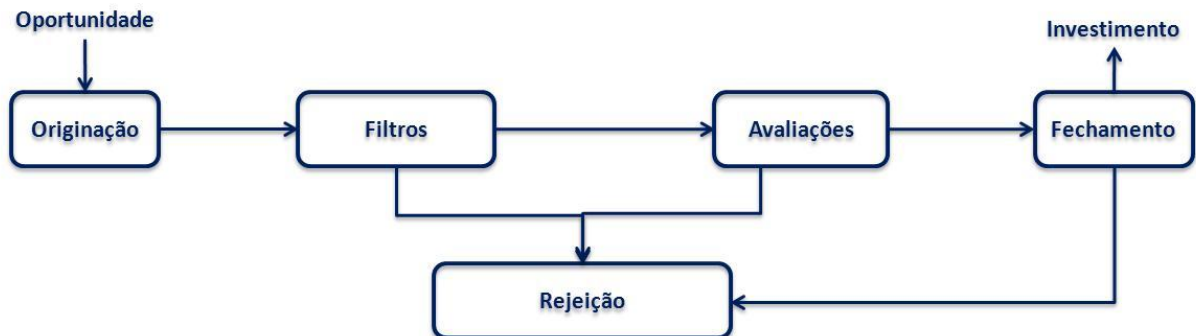 Oportunidade
Investimento
Originação
Filtros
Avaliações
Fechamento
Rejeição